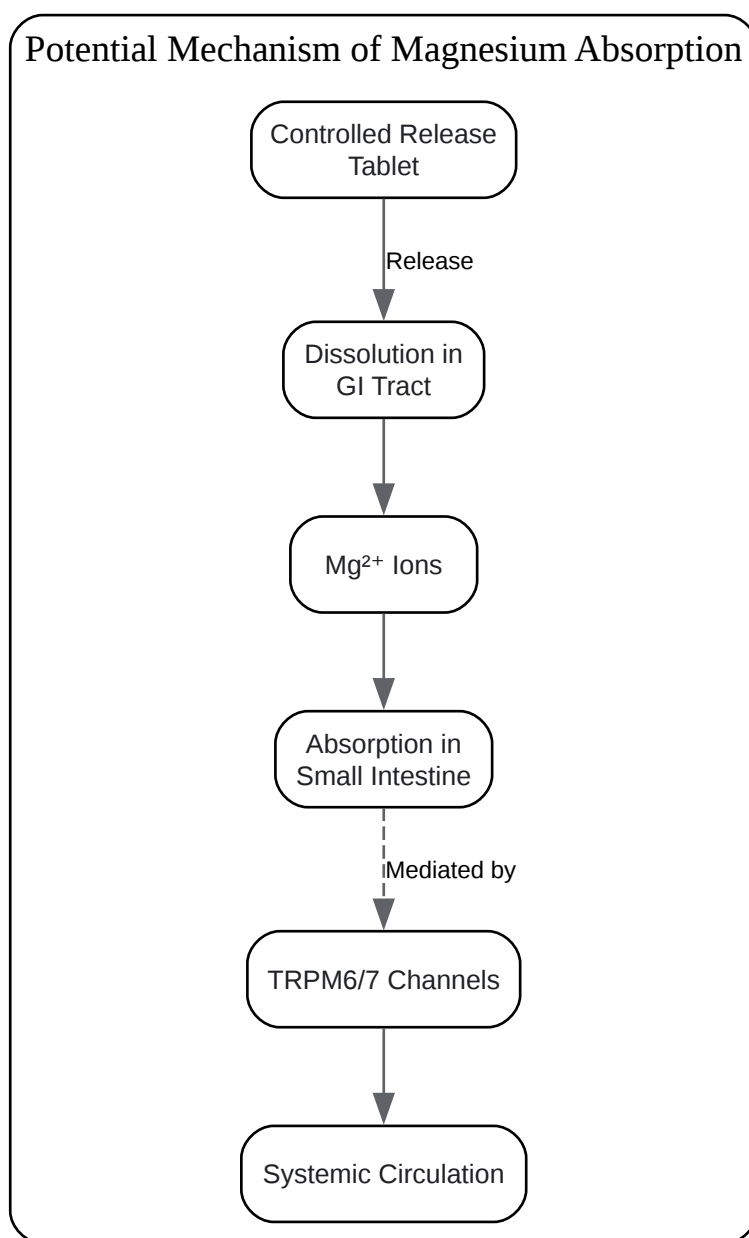 Potential Mechanism of Magnesium Absorption
Controlled Release
Tablet
Release
Dissolution in
GI Tract
Mg²⁺ Ions
Absorption in
Small Intestine
Mediated by
TRPM6/7 Channels
Systemic Circulation